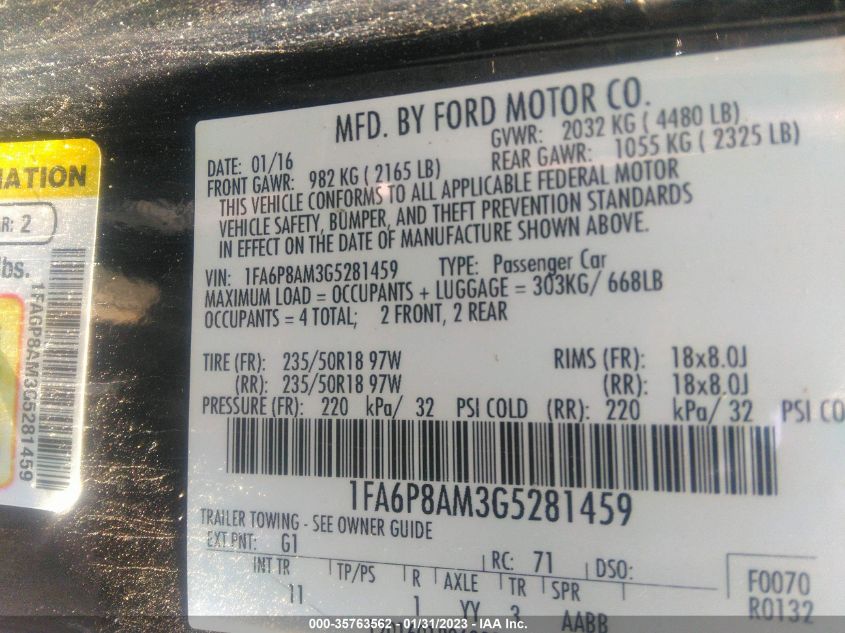 MFD. BY FORD MOTOR CO.
DATE: 01/16
GVWR: 2032 KG ( 4480 LB)
FRONT GAWR: 982 KG ( 2165 LB)
REAR GAWR: 1055 KG ( 2325 LB)
THIS VEHICLE CONFORMS TO ALL APPLICABLE FEDERAL MOTOR
VEHICLE SAFETY, BUMPER, AND THEFT PREVENTION STANDARDS
IN EFFECT ON THE DATE OF MANUFACTURE SHOWN ABOVE.
VIN: 1FA6P8AM3G5281459 TYPE: Passenger Car
MAXIMUM LOAD = OCCUPANTS + LUGGAGE = 303KG/ 668LB
OCCUPANTS = 4 TOTAL; 2 FRONT, 2 REAR
TIRE (FR): 235/50R18 97W RIMS (FR): 18x8.0J
(RR): 235/50R18 97W (RR): 18x8.0J
PRESSURE (FR): 220 kPa/ 32 PSI COLD (RR): 220 kPa/ 32 PSI CO
1FA6P8AM3G5281459
TRAILER TOWING - SEE OWNER GUIDE
EXT PNT: G1 RC: 71 DSO:
INT TR TP/PS R AXLE TR SPR F0070
11 1 YY 3 AABB R0132
ATION
R: 2
lbs.
1FA6P8AM3G5281459
000-35763562 - 01/31/2023 - IAA Inc.